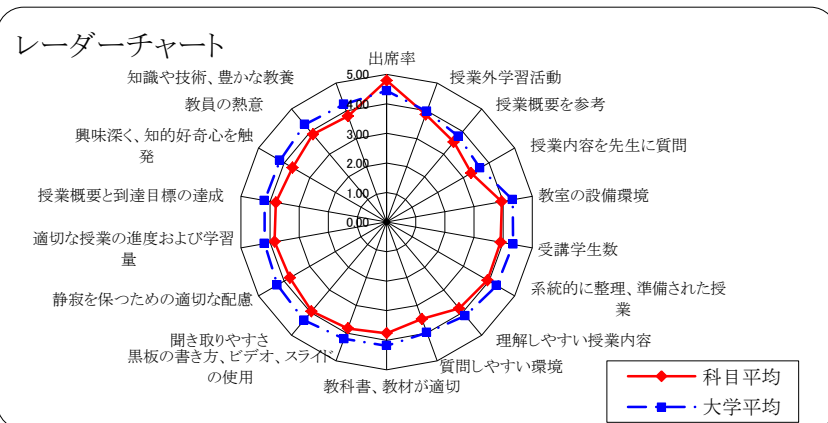 レーダーチャート
出席率
授業外学習活動
授業概要を参考
授業内容を先生に質問
教室の設備環境
受講学生数
系統的に整理、準備された授
業
理解しやすい授業内容
質問しやすい環境
教科書、教材が適切
黒板の書き方、ビデオ、スライド
の使用
聞き取りやすさ
静寂を保つための適切な配慮
適切な授業の進度および学習
量
授業概要と到達目標の達成
興味深く、知的好奇心を触
発
教員の熱意
知識や技術、豊かな教養
5.00
4.00
3.00
2.00
1.00
0.00
科目平均
大学平均